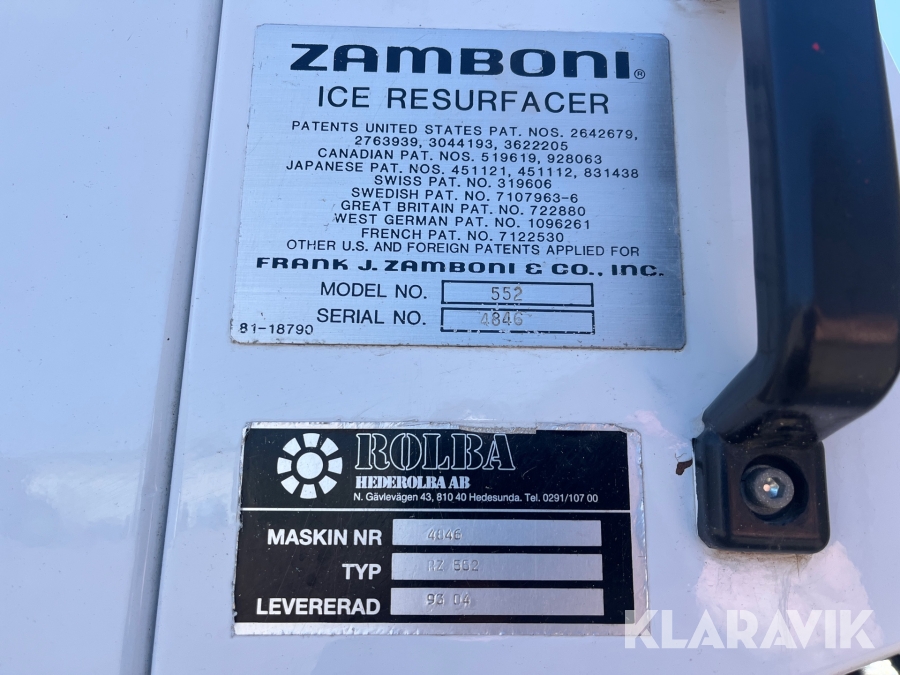 ZAMBONI®
ICE RESURFACER
PATENTS UNITED STATES PAT. NOS. 2642679,
2763939, 3044193, 3622205
CANADIAN PAT. NOS. 519619, 928063
JAPANESE PAT. NOS. 451121, 451112, 831438
SWISS PAT. NO. 319606
SWEDISH PAT. NO. 7107963-6
GREAT BRITAIN PAT. NO. 722880
WEST GERMAN PAT. NO. 1096261
FRENCH PAT. NO. 7122530
OTHER U.S. AND FOREIGN PATENTS APPLIED FOR
FRANK J. ZAMBONI & CO., INC.
MODEL NO. 552
SERIAL NO. 4846
81-18790
ROLBA
HEDEROLBA AB
N. Gävlevägen 43, 810 40 Hedesunda. Tel. 0291/107 00
MASKIN NR 4846
TYP RZ 552
LEVERERAD 93 04
KLARAVIK